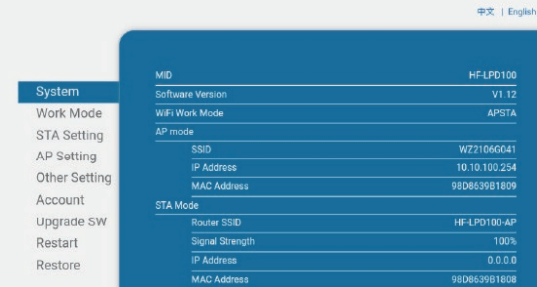 中文 | English
System
Work Mode
STA Setting
AP Setting
Other Setting
Account
Upgrade SW
Restart
Restore
MID HF-LPD100
Software Version V1.12
WiFi Work Mode APSTA
AP mode
SSID WZ2106G041
IP Address 10.10.100.254
MAC Address 98D8639B1809
STA Mode
Router SSID HF-LPD100-AP
Signal Strength 100%
IP Address 0.0.0.0
MAC Address 98D8639B1808